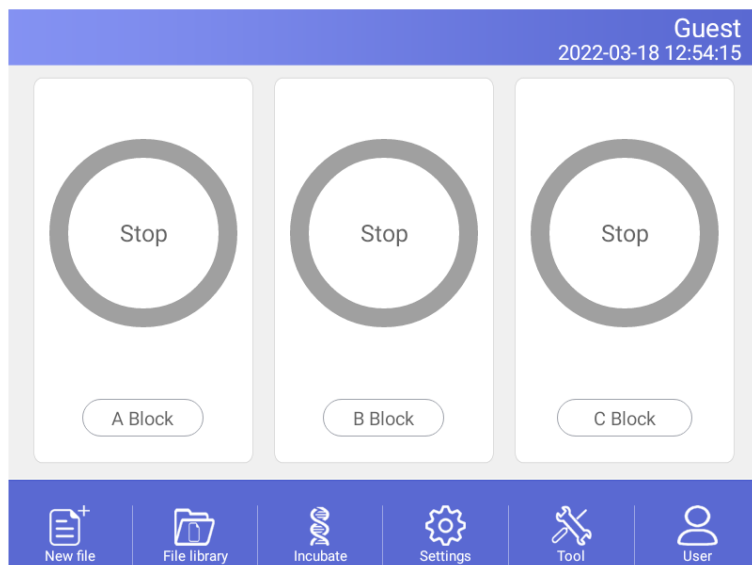 Guest
2022-03-18 12:54:15
Stop
Stop
Stop
A Block
B Block
C Block
New file
File library
Incubate
Settings
Tool
User